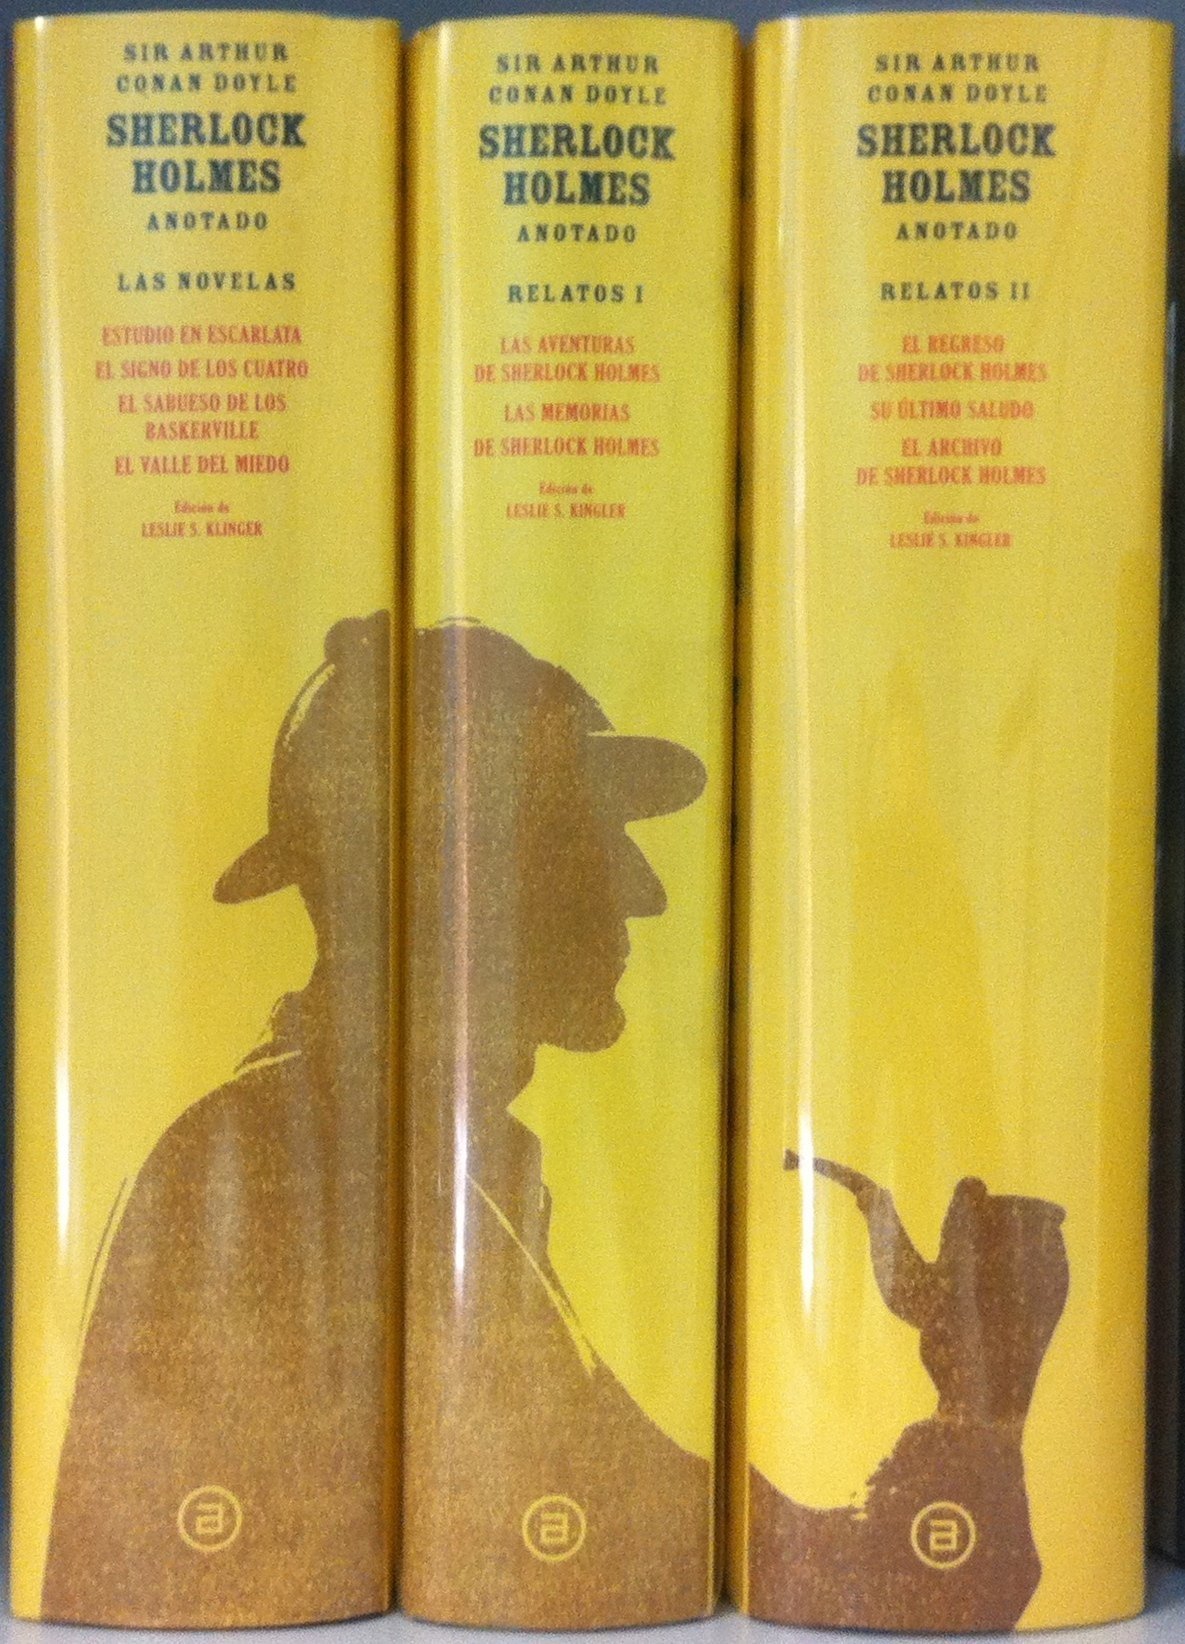 SIR ARTHUR
CONAN DOYLE
SHERLOCK
HOLMES
ANOTADO
LAS NOVELAS
ESTUDIO EN ESCARLATA
EL SIGNO DE LOS CUATRO
EL SABUESO DE LOS
BASKERVILLE
EL VALLE DEL MIEDO
Edición de
LESLIE S. KLINGER
a
SIR ARTHUR
CONAN DOYLE
SHERLOCK
HOLMES
ANOTADO
RELATOS I
LAS AVENTURAS
DE SHERLOCK HOLMES
LAS MEMORIAS
DE SHERLOCK HOLMES
Edición de
LESLIE S. KINGLER
a
SIR ARTHUR
CONAN DOYLE
SHERLOCK
HOLMES
ANOTADO
RELATOS II
EL REGRESO
DE SHERLOCK HOLMES
SU ÚLTIMO SALUDO
EL ARCHIVO
DE SHERLOCK HOLMES
Edición de
LESLIE S. KINGLER
a